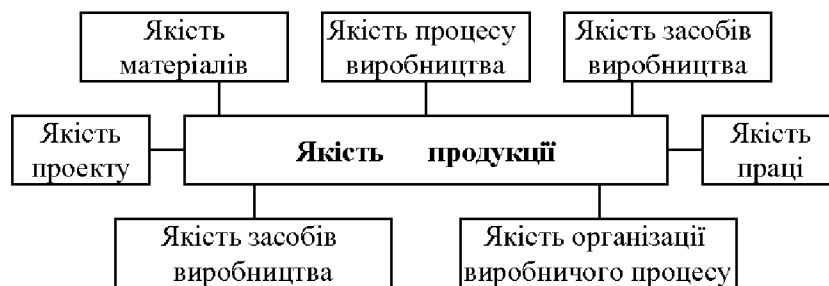 Якість
матеріалів
Якість процесу
виробництва
Якість засобів
виробництва
Якість
проекту
Якість продукції
Якість
праці
Якість засобів
виробництва
Якість організації
виробничого процесу